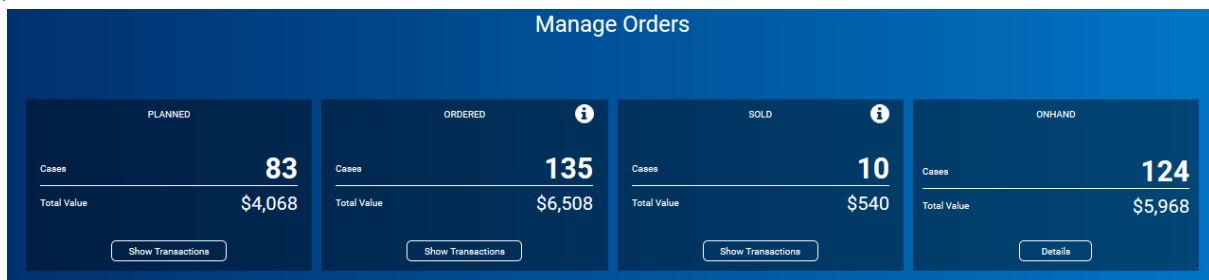 Manage Orders
PLANNED
Cases 83
Total Value $4,068
Show Transactions
ORDERED
Cases 135
Total Value $6,508
Show Transactions
SOLD
Cases 10
Total Value $540
Show Transactions
ONHAND
Cases 124
Total Value $5,968
Details